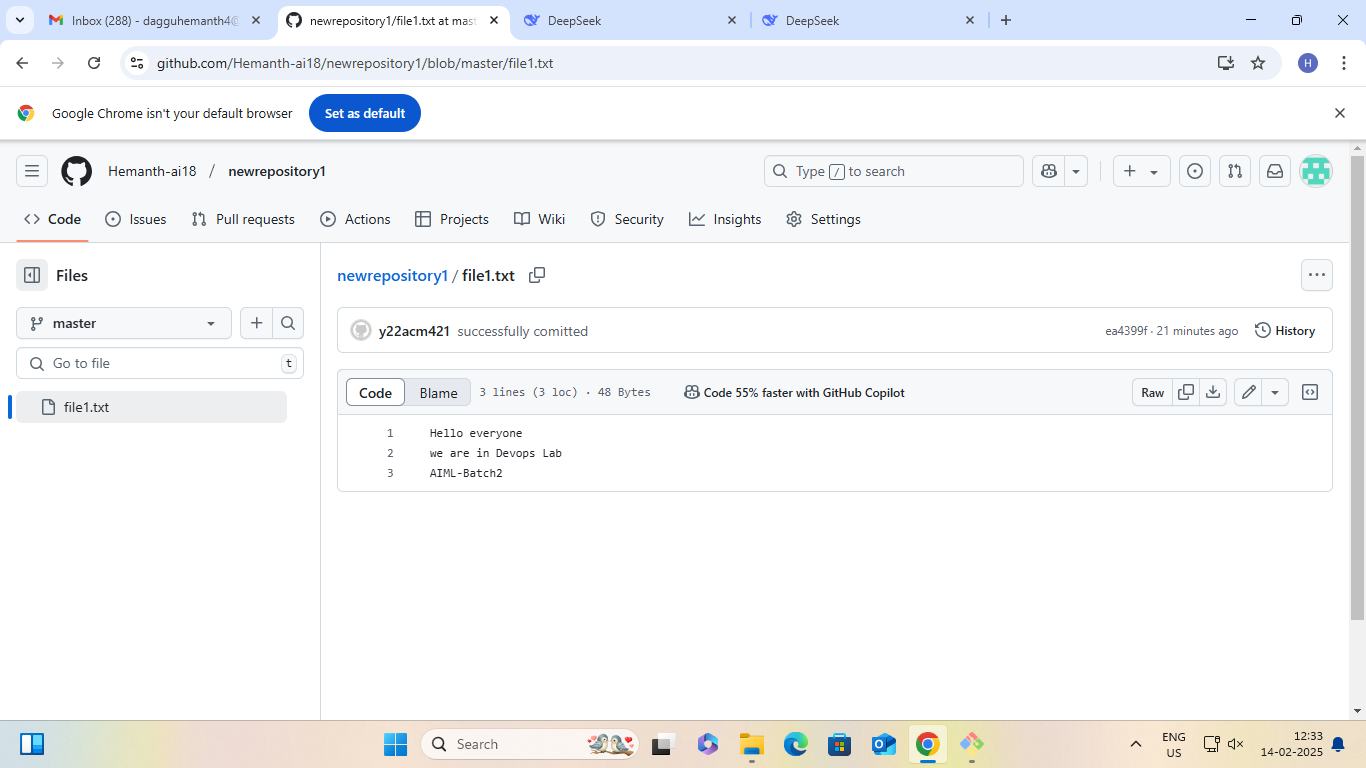 Inbox (288) - dagguhemanth4@
newrepository1/file1.txt at mast
DeepSeek
DeepSeek
github.com/Hemanth-ai18/newrepository1/blob/master/file1.txt
H
Google Chrome isn't your default browser
Set as default
Hemanth-ai18 / newrepository1
Type / to search
Code
Issues
Pull requests
Actions
Projects
Wiki
Security
Insights
Settings
Files
master
Go to file
t
file1.txt
newrepository1 / file1.txt
y22acm421 successfully comitted
ea4399f · 21 minutes ago
History
Code
Blame
3 lines (3 loc) · 48 Bytes
Code 55% faster with GitHub Copilot
Raw
1 Hello everyone
2 we are in Devops Lab
3 AIML-Batch2
Search
ENG
US
12:33
14-02-2025